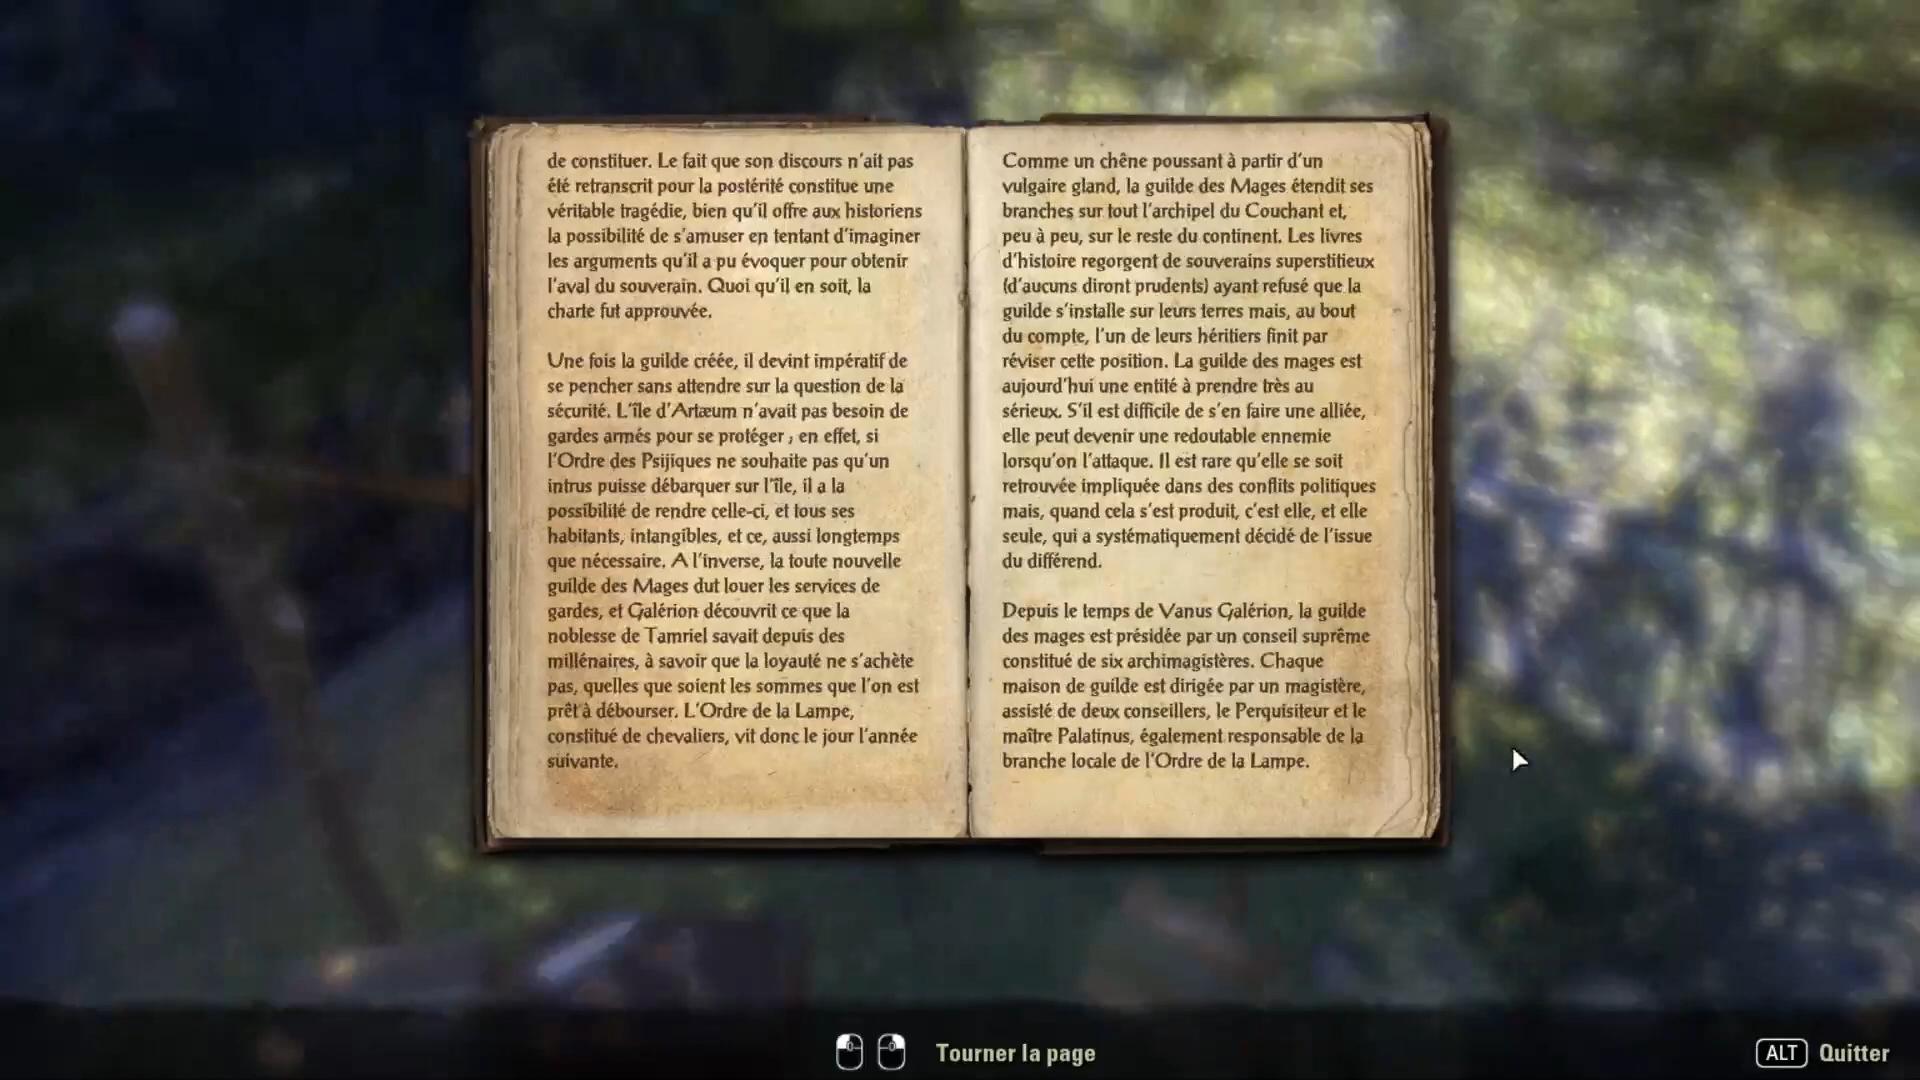 de constituer. Le fait que son discours n'ait pas
été retranscrit pour la postérité constitue une
véritable tragédie, bien qu'il offre aux historiens
la possibilité de s'amuser en tentant d'imaginer
les arguments qu'il a pu évoquer pour obtenir
l'aval du souverain. Quoi qu'il en soit, la
charte fut approuvée.
Une fois la guilde créée, il devint impératif de
se pencher sans attendre sur la question de la
sécurité. L'île d'Artæum n'avait pas besoin de
gardes armés pour se protéger ; en effet, si
l'Ordre des Psijiques ne souhaite pas qu'un
intrus puisse débarquer sur l'île, il a la
possibilité de rendre celle-ci, et tous ses
habitants, intangibles, et ce, aussi longtemps
que nécessaire. A l'inverse, la toute nouvelle
guilde des Mages dut louer les services de
gardes, et Galérion découvrit ce que la
noblesse de Tamriel savait depuis des
millénaires, à savoir que la loyauté ne s'achète
pas, quelles que soient les sommes que l'on est
prêt à débourser. L'Ordre de la Lampe,
constitué de chevaliers, vit donc le jour l'année
suivante.
Comme un chêne poussant à partir d'un
vulgaire gland, la guilde des Mages étendit ses
branches sur tout l'archipel du Couchant et,
peu à peu, sur le reste du continent. Les livres
d'histoire regorgent de souverains superstitieux
(d'aucuns diront prudents) ayant refusé que la
guilde s'installe sur leurs terres mais, au bout
du compte, l'un de leurs héritiers finit par
réviser cette position. La guilde des mages est
aujourd'hui une entité à prendre très au
sérieux. S'il est difficile de s'en faire une alliée,
elle peut devenir une redoutable ennemie
lorsqu'on l'attaque. Il est rare qu'elle se soit
retrouvée impliquée dans des conflits politiques
mais, quand cela s'est produit, c'est elle, et elle
seule, qui a systématiquement décidé de l'issue
du différend.
Depuis le temps de Vanus Galérion, la guilde
des mages est présidée par un conseil suprême
constitué de six archimagistères. Chaque
maison de guilde est dirigée par un magistère,
assisté de deux conseillers, le Perquisiteur et le
maître Palatinus, également responsable de la
branche locale de l'Ordre de la Lampe.
Tourner la page
ALT Quitter